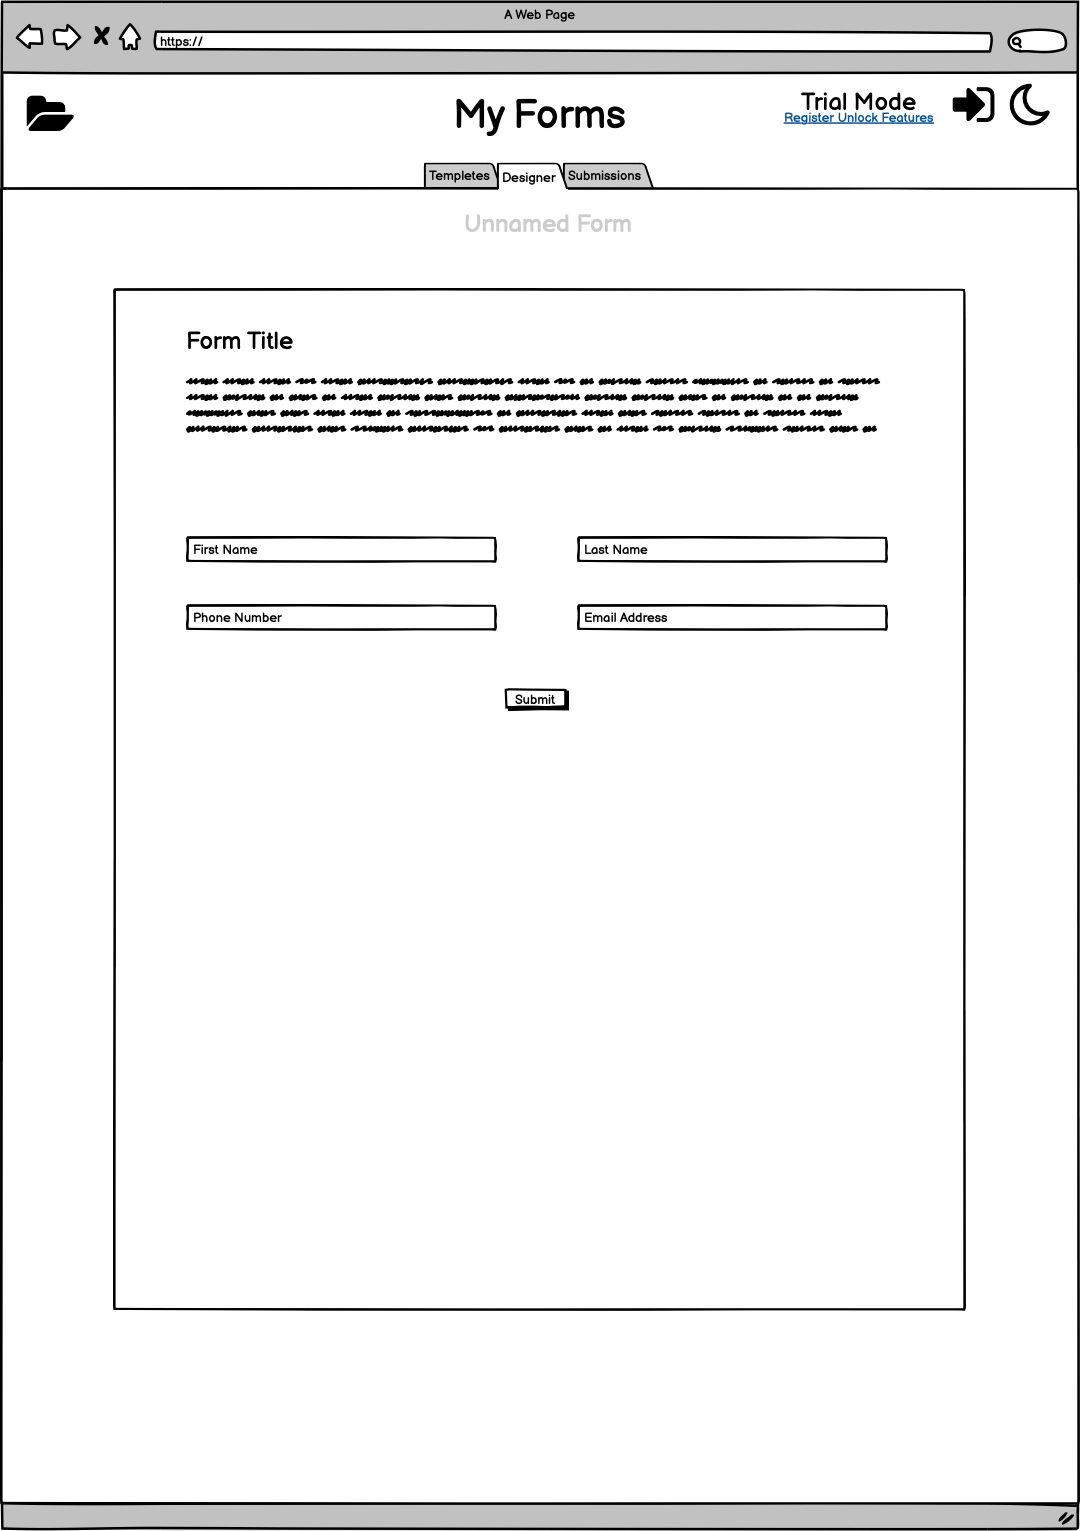 A Web Page
https://
My Forms
Trial Mode
Register Unlock Features
Templetes
Designer
Submissions
Unnamed Form
Form Title
First Name
Last Name
Phone Number
Email Address
Submit